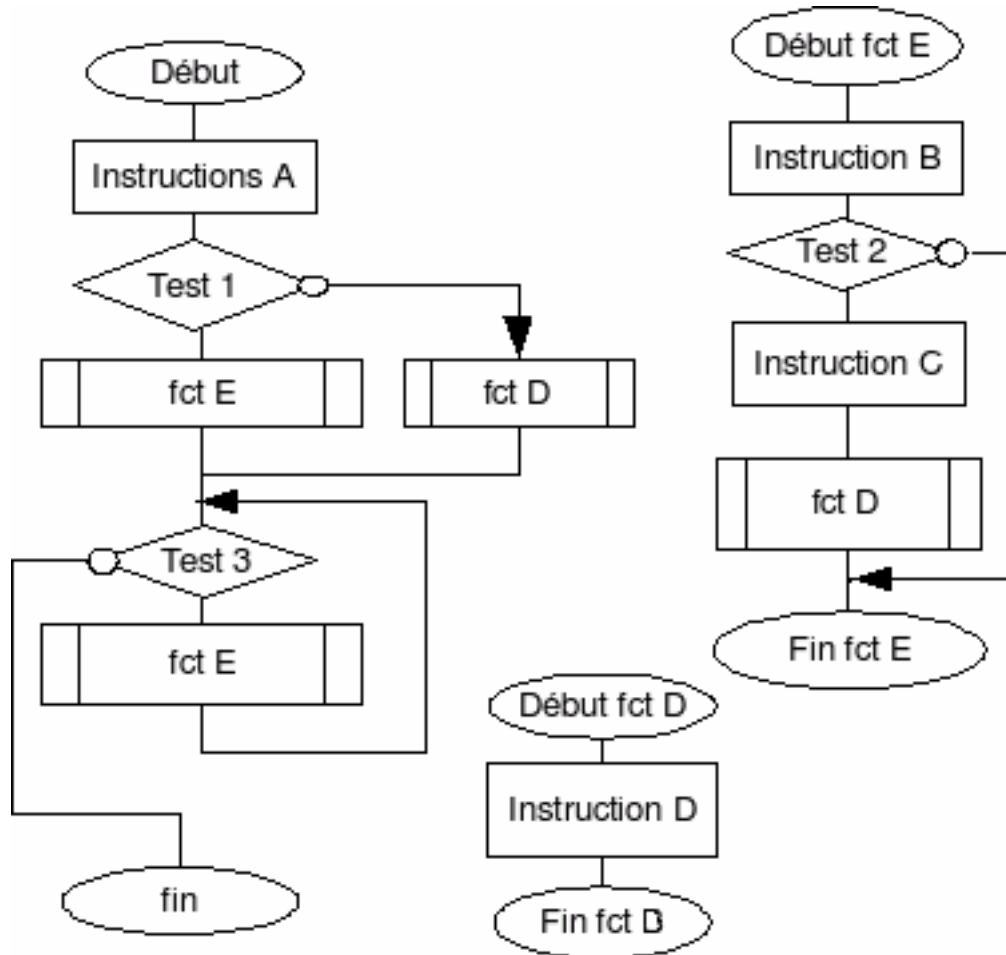 Début
Instructions A
Test 1
fct E
fct D
Test 3
fct E
fin
Début fct E
Instruction B
Test 2
Instruction C
fct D
Fin fct E
Début fct D
Instruction D
Fin fct D